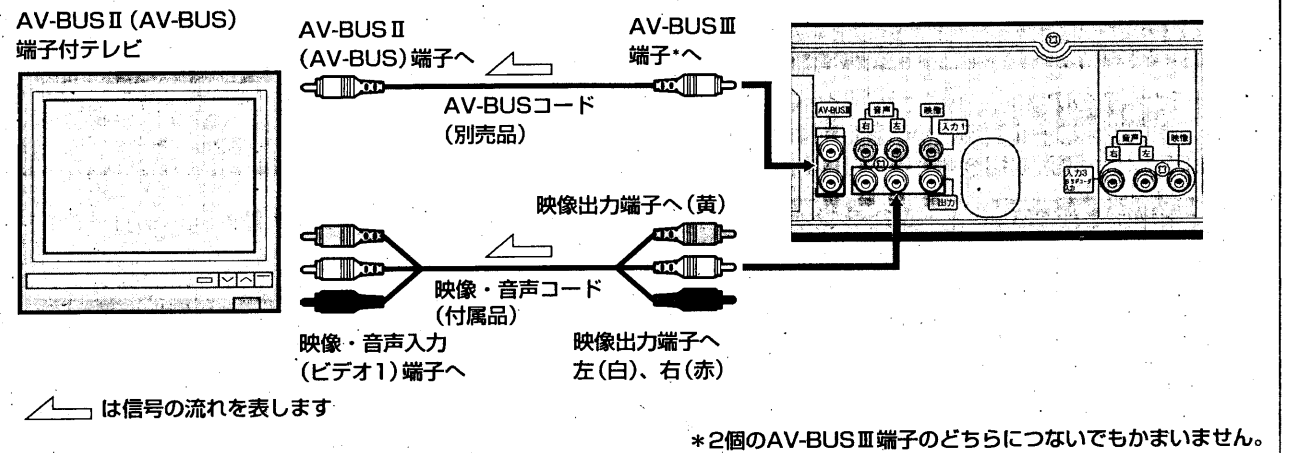 AV-BUSⅡ(AV-BUS)
端子付テレビ
AV-BUSⅡ
(AV-BUS)端子へ
AV-BUSⅢ
端子*へ
AV-BUSコード
(別売品)
映像出力端子へ(黄)
映像・音声コード
(付属品)
映像・音声入力
(ビデオ1)端子へ
映像出力端子へ
左(白)、右(赤)
AV-BUSⅢ
音声
右
左
映像
入力1
出力
音声
右
左
映像
入力3
入力
は信号の流れを表します
*2個のAV-BUSⅢ端子のどちらにつないでもかまいません。